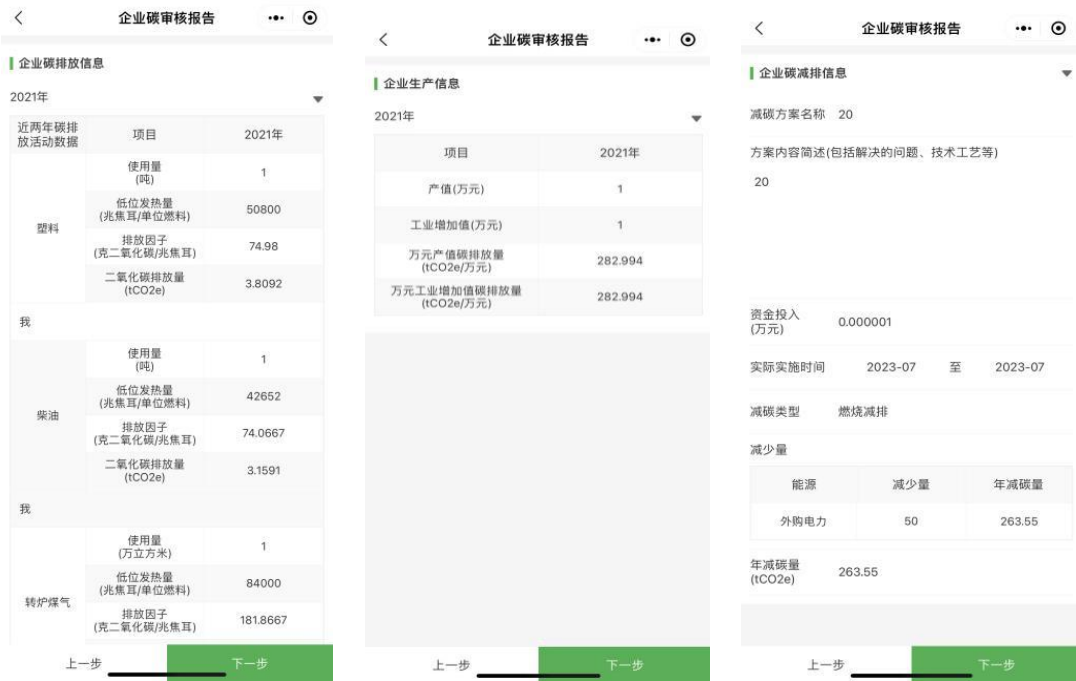 企业碳审核报告
企业碳排放信息
2021年
近两年碳排
放活动数据
项目
2021年
塑料
使用量
(吨)
1
低位发热量
(兆焦耳/单位燃料)
50800
排放因子
(克二氧化碳/兆焦耳)
74.98
二氧化碳排放量
(tCO2e)
3.8092
我
柴油
使用量
(吨)
1
低位发热量
(兆焦耳/单位燃料)
42652
排放因子
(克二氧化碳/兆焦耳)
74.0667
二氧化碳排放量
(tCO2e)
3.1591
我
转炉煤气
使用量
(万立方米)
1
低位发热量
(兆焦耳/单位燃料)
84000
排放因子
(克二氧化碳/兆焦耳)
181.8667
上一步
下一步
企业碳审核报告
企业生产信息
2021年
项目
2021年
产值(万元)
1
工业增加值(万元)
1
万元产值碳排放量
(tCO2e/万元)
282.994
万元工业增加值碳排放量
(tCO2e/万元)
282.994
上一步
下一步
企业碳审核报告
企业碳减排信息
减碳方案名称 20
方案内容简述(包括解决的问题、技术工艺等)
20
资金投入
(万元)
0.000001
实际实施时间 2023-07 至 2023-07
减碳类型 燃烧减排
减少量
能源 减少量 年减碳量
外购电力 50 263.55
年减碳量
(tCO2e)
263.55
上一步
下一步